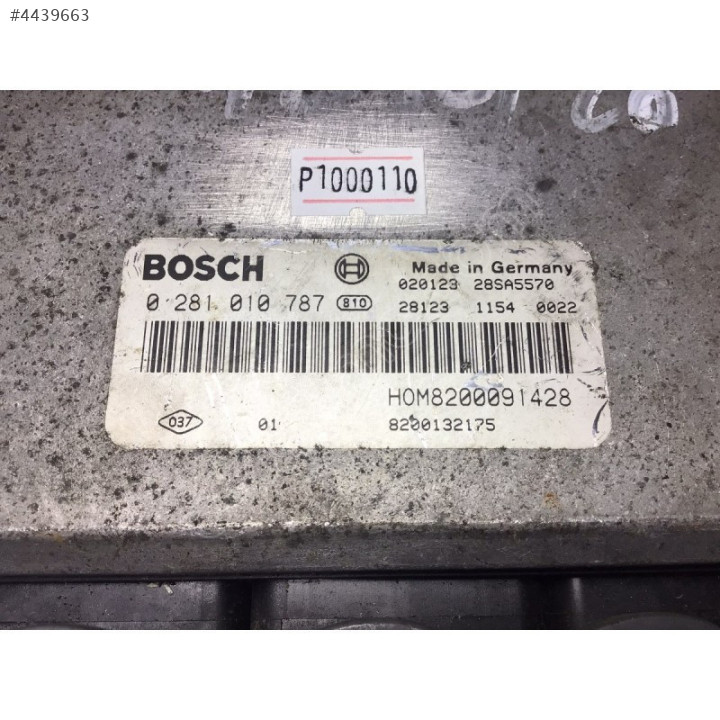 #4439663
CO
P1000110
BOSCH Made in Germany
020123 28SA5570
0 281 010 787 810 28123 1154 0022
HOM8200091428
037 01 8200132175